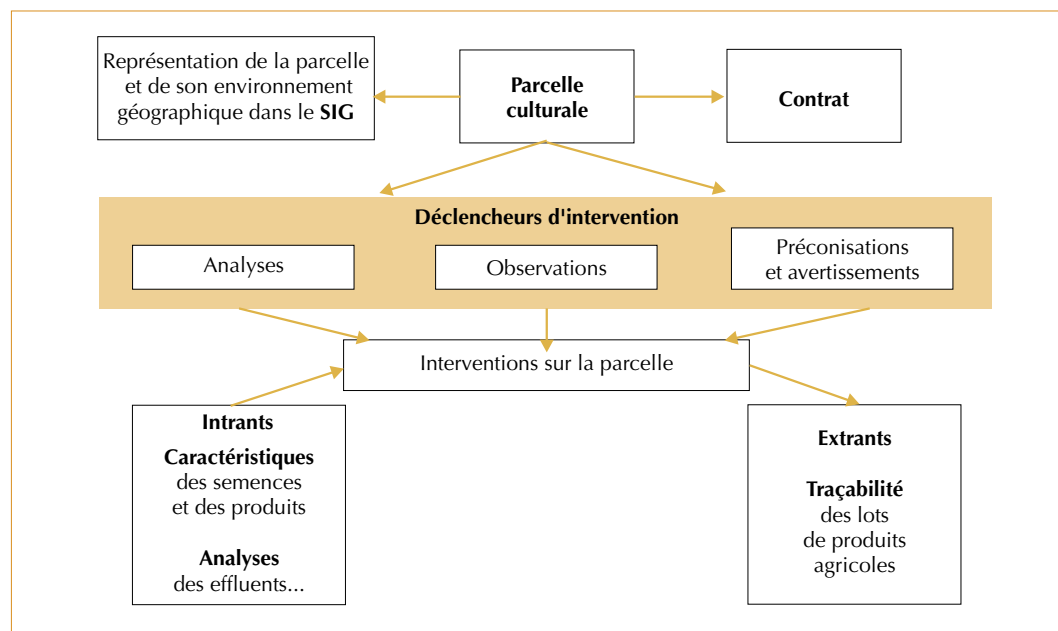 Représentation de la parcelle
et de son environnement
géographique dans le SIG
Parcelle
culturale
Contrat
Déclencheurs d'intervention
Analyses
Observations
Préconisations
et avertissements
Interventions sur la parcelle
Intrants
Caractéristiques
des semences
et des produits
Analyses
des effluents...
Extrants
Traçabilité
des lots
de produits
agricoles